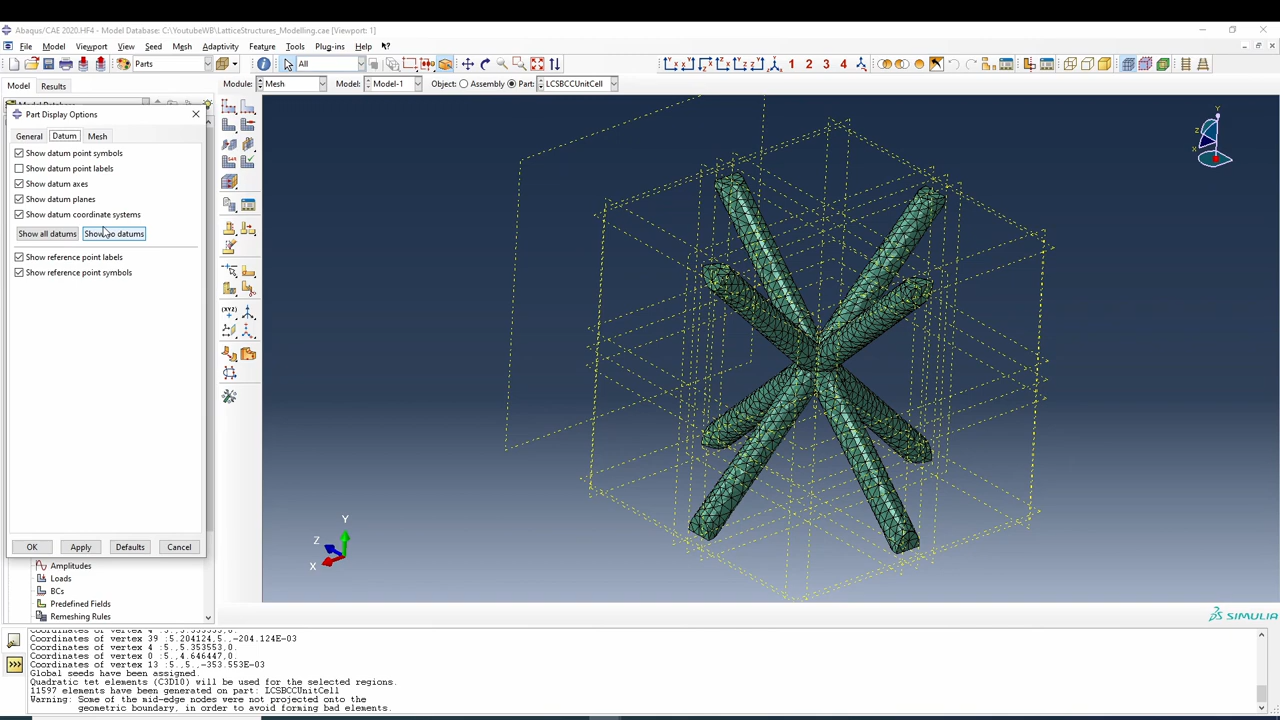 Abaqus/CAE 2020.HF4 - Model Database: C:\YoutubeWB\LatticeStructures_Modelling.cae [Viewport: 1]
File Model Viewport View Seed Mesh Adaptivity Feature Tools Plug-ins Help
All
Parts
1 2 3 4
Model Results
Module: Mesh Model: Model-1 Object: Assembly Part: LCSBCCUnitCell
Part Display Options
General Datum Mesh
Show datum point symbols
Show datum point labels
Show datum axes
Show datum planes
Show datum coordinate systems
Show all datums Show no datums
Show reference point labels
Show reference point symbols
OK Apply Defaults Cancel
Amplitudes
Loads
BCs
Predefined Fields
Remeshing Rules
(XYZ)
Y
Z
X
Y
Z
X
SIMULIA
Coordinates of vertex 39 :5.204124,5.,-204.124E-03
Coordinates of vertex 4 :5.,5.353553,0.
Coordinates of vertex 0 :5.,4.646447,0.
Coordinates of vertex 13 :5.,5.,-353.553E-03
Global seeds have been assigned.
Quadratic tet elements (C3D10) will be used for the selected regions.
11597 elements have been generated on part: LCSBCCUnitCell
Warning: Some of the mid-edge nodes were not projected onto the
geometric boundary, in order to avoid forming bad elements.